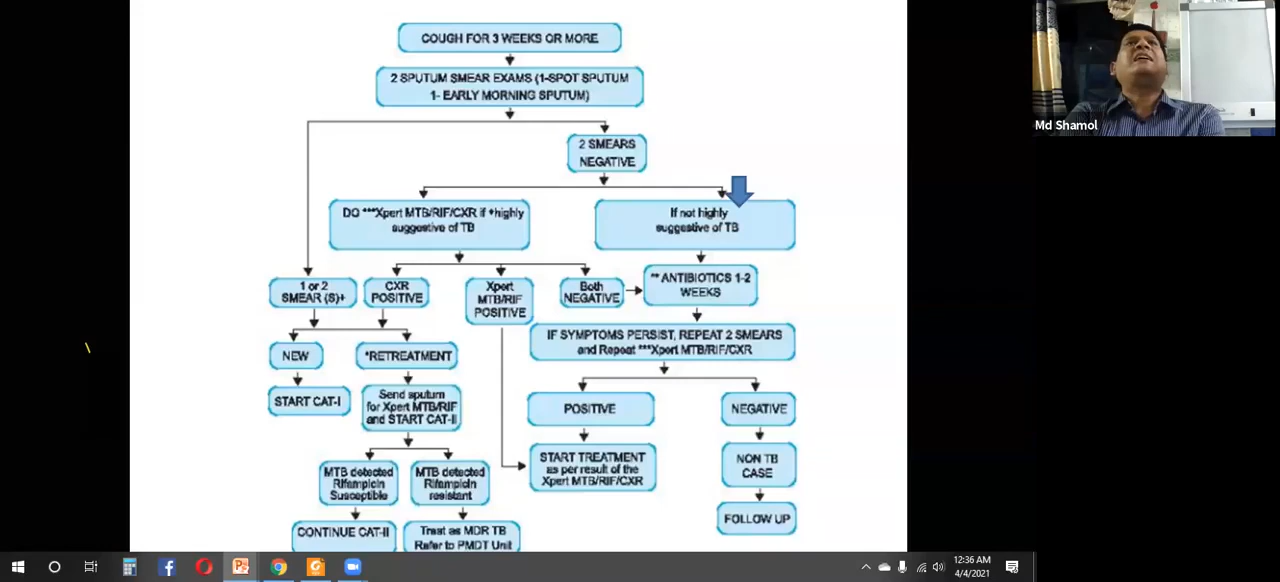 COUGH FOR 3 WEEKS OR MORE
2 SPUTUM SMEAR EXAMS (1-SPOT SPUTUM
1- EARLY MORNING SPUTUM)
2 SMEARS
NEGATIVE
DO ***Xpert MTB/RIF/CXR if +highly
suggestive of TB
If not highly
suggestive of TB
1 or 2
SMEAR (S)+
CXR
POSITIVE
Xpert
MTB/RIF
POSITIVE
Both
NEGATIVE
** ANTIBIOTICS 1-2
WEEKS
IF SYMPTOMS PERSIST, REPEAT 2 SMEARS
and Repeat ***Xpert MTB/RIF/CXR
NEW
*RETREATMENT
START CAT-I
Send sputum
for Xpert MTB/RIF
and START CAT-II
POSITIVE
NEGATIVE
START TREATMENT
as per result of the
Xpert MTB/RIF/CXR
NON TB
CASE
MTB detected
Rifampicin
Susceptible
MTB detected
Rifampicin
resistant
FOLLOW UP
CONTINUE CAT-II
Treat as MDR TB
Refer to PMDT Unit
Md Shamol
12:36 AM
4/4/2021